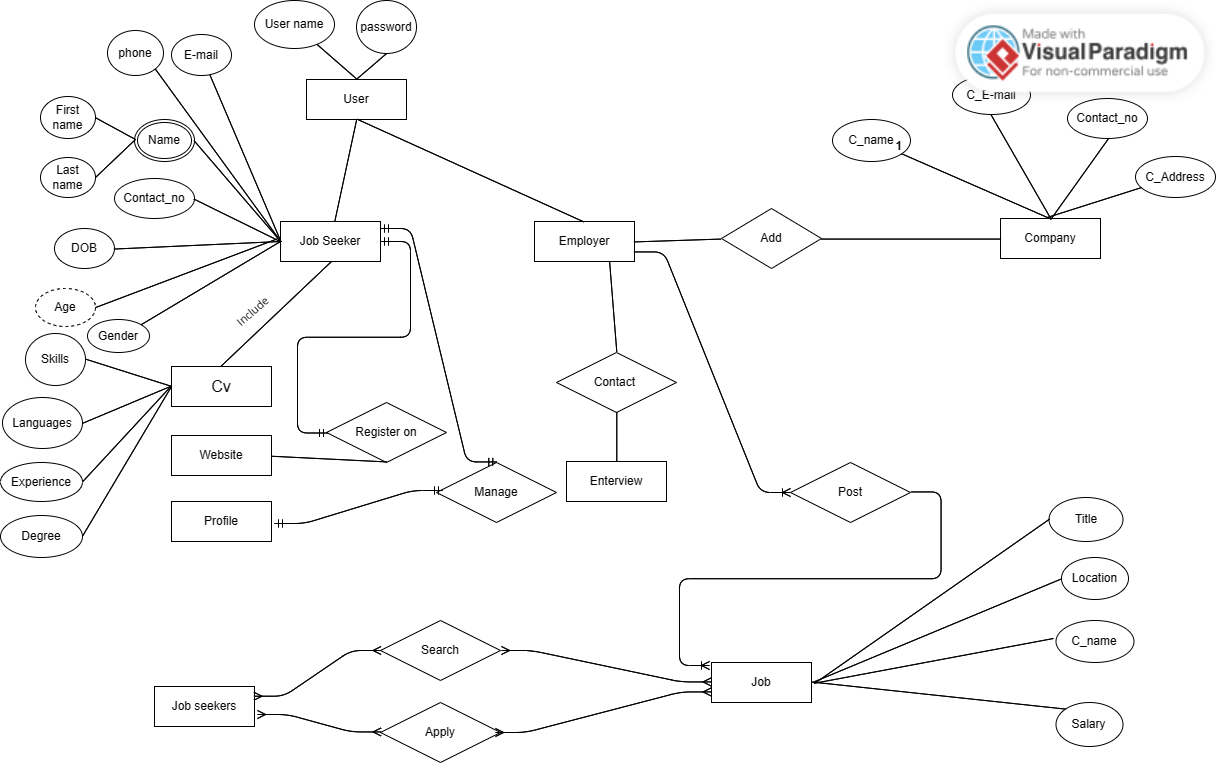 User name
password
Made with
VisualParadigm
For non-commercial use
phone
E-mail
User
C_E-mail
First
name
Name
Contact_no
C_name 1
Last
name
C_Address
Contact_no
Job Seeker
Employer
Add
Company
DOB
Age
Include
Gender
Skills
Cv
Contact
Languages
Register on
Website
Experience
Enterview
Manage
Post
Profile
Degree
Title
Location
C_name
Search
Job
Job seekers
Apply
Salary